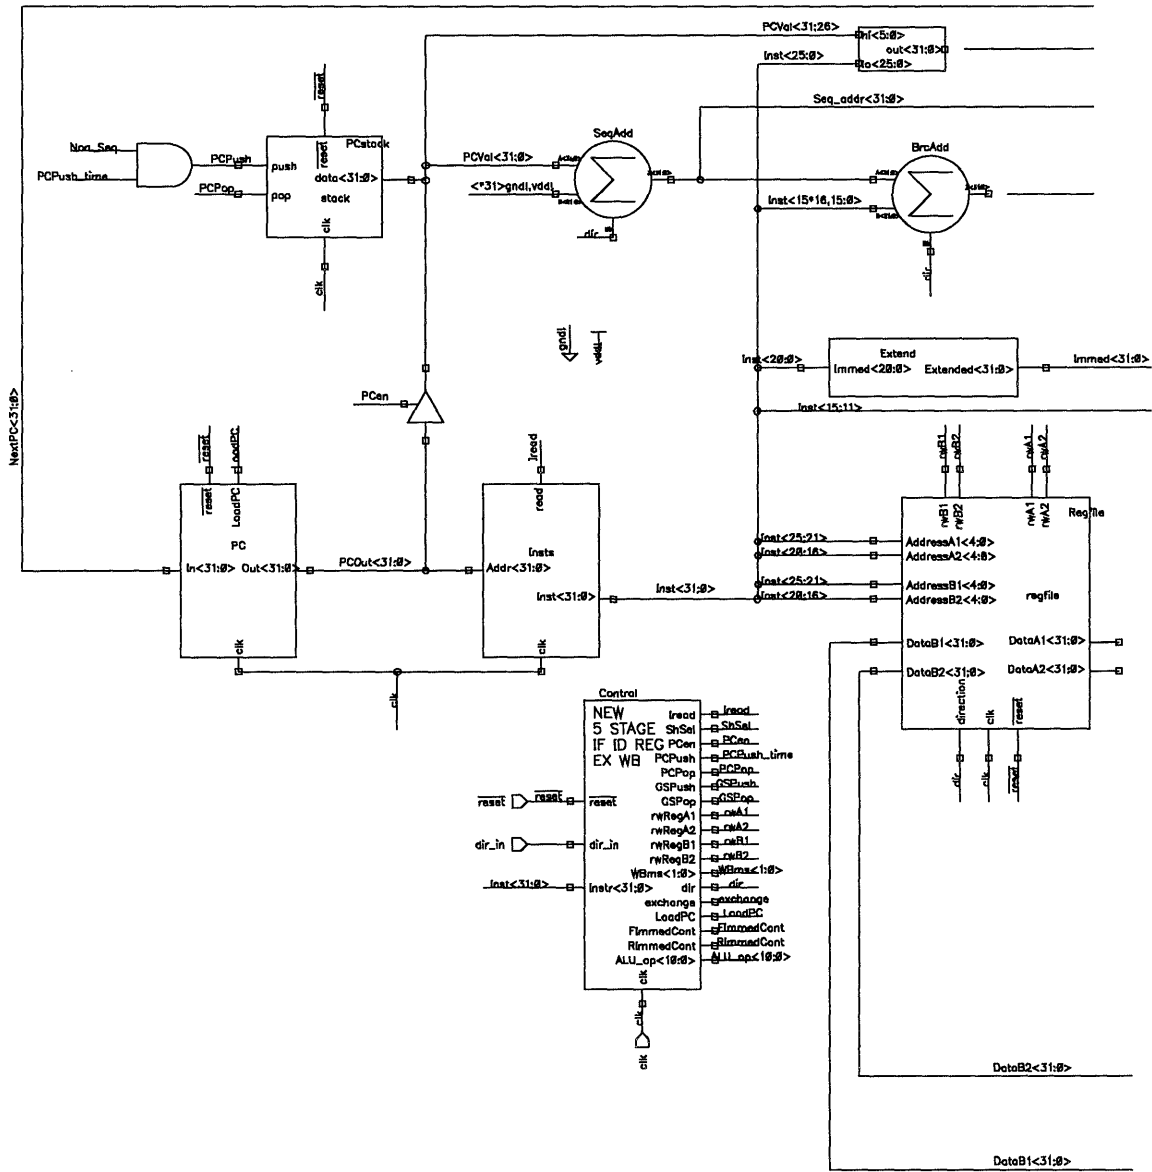 PCVal<31:26>
hi<5:0>
out<31:0>
Inst<25:0>
lo<25:0>
reset
Seq_addr<31:0>
SeqAdd
BrcAdd
Non_Seq
PCPush
PCstack
reset
push
PCVal<31:0>
PCPush_time
data<31:0>
PCPop
pop
stack
<*31>gndl,vddl
Inst<15*16,15:0>
clk
dir
clk
dir
gndl
vddl
Inst<20:0>
Extend
Immed<20:0>
Extended<31:0>
Immed<31:0>
PCen
Inst<15:11>
NextPC<31:0>
reset
LoadPC
Iread
rwB1
rwB2
rwA1
rwA2
reset
LoadPC
read
rwB1
rwB2
rwA1
rwA2
Regfile
PC
Insts
Inst<25:21>
AddressA1<4:0>
Inst<20:16>
AddressA2<4:0>
In<31:0>
Out<31:0>
PCOut<31:0>
Addr<31:0>
Inst<25:21>
AddressB1<4:0>
Inst<31:0>
Inst<31:0>
Inst<20:16>
AddressB2<4:0>
regfile
clk
clk
DataB1<31:0>
DataA1<31:0>
DataB2<31:0>
DataA2<31:0>
clk
direction
clk
reset
dir
clk
reset
Control
NEW
5 STAGE
IF ID REG
EX WB
Iread
Iread
ShSel
ShSel
PCen
PCen
PCPush
PCPush_time
PCPop
PCPop
GSPush
GSPush
GSPop
GSPop
reset
reset
reset
rwRegA1
rwA1
rwRegA2
rwA2
dir_in
dir_in
rwRegB1
rwB1
rwRegB2
rwB2
WBms<1:0>
WBms<1:0>
Inst<31:0>
Instr<31:0>
dir
dir
exchange
exchange
LoadPC
LoadPC
FImmedCont
FImmedCont
RImmedCont
RImmedCont
ALU_op<10:0>
ALU_op<10:0>
clk
clk
clk
DataB2<31:0>
DataB1<31:0>